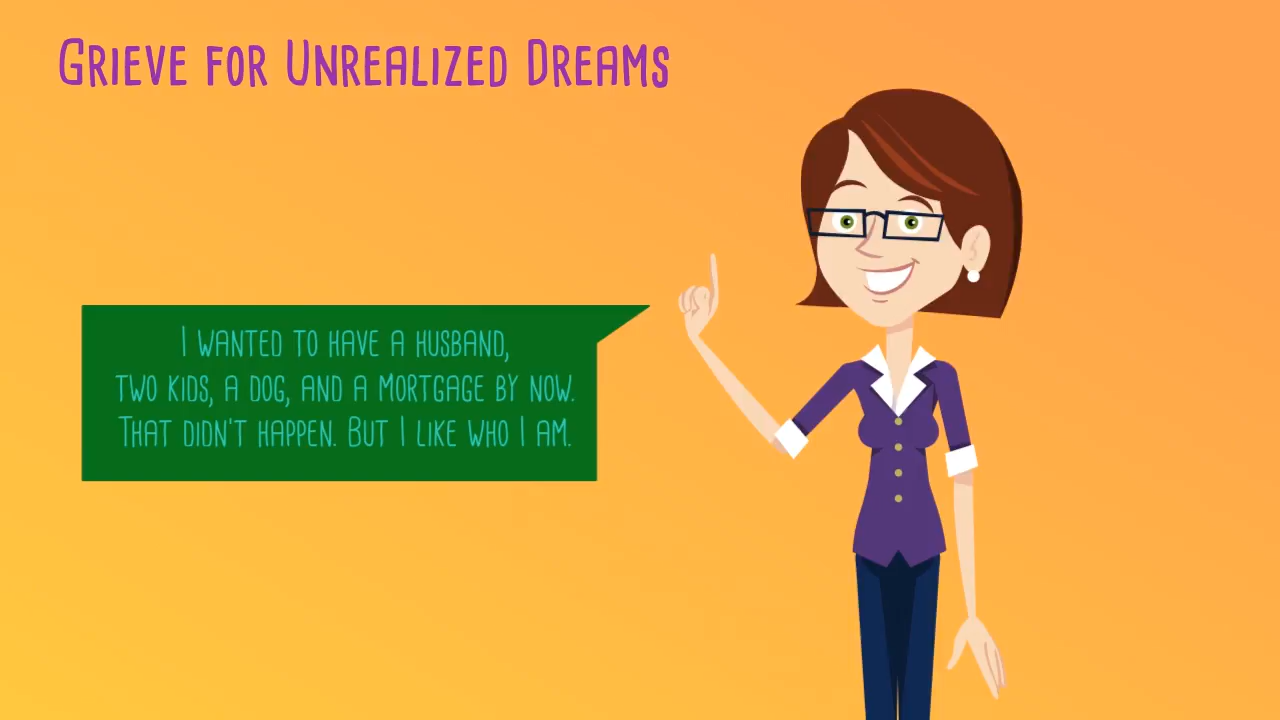 Grieve for Unrealized Dreams
I wanted to have a husband,
two kids, a dog, and a mortgage by now.
That didn't happen. But I like who I am.